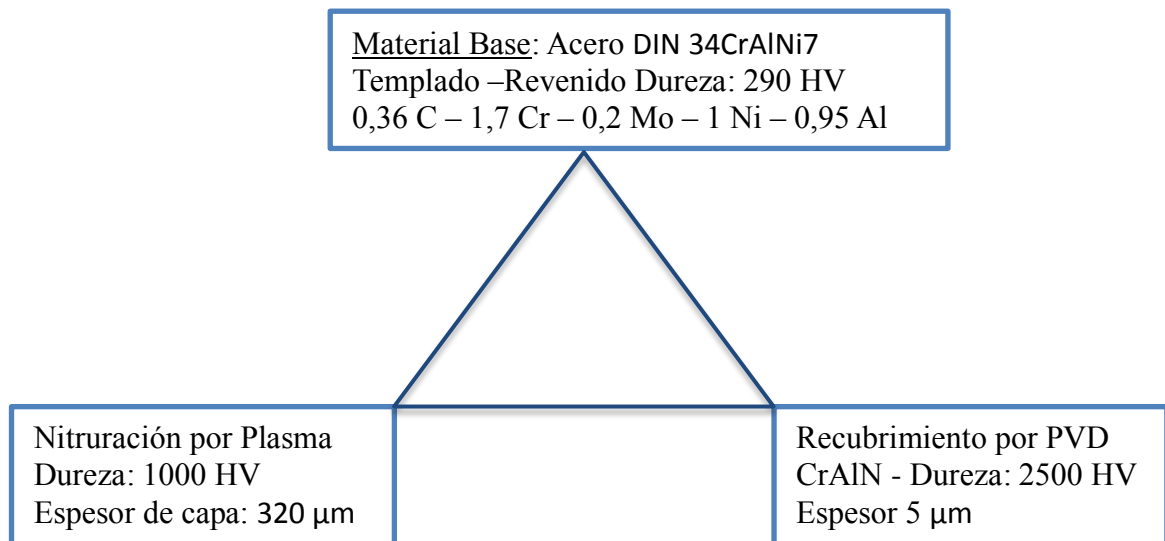 Material Base: Acero DIN 34CrAlNi7
Templado –Revenido Dureza: 290 HV
0,36 C – 1,7 Cr – 0,2 Mo – 1 Ni – 0,95 Al
Nitruración por Plasma
Dureza: 1000 HV
Espesor de capa: 320 µm
Recubrimiento por PVD
CrAlN - Dureza: 2500 HV
Espesor 5 µm